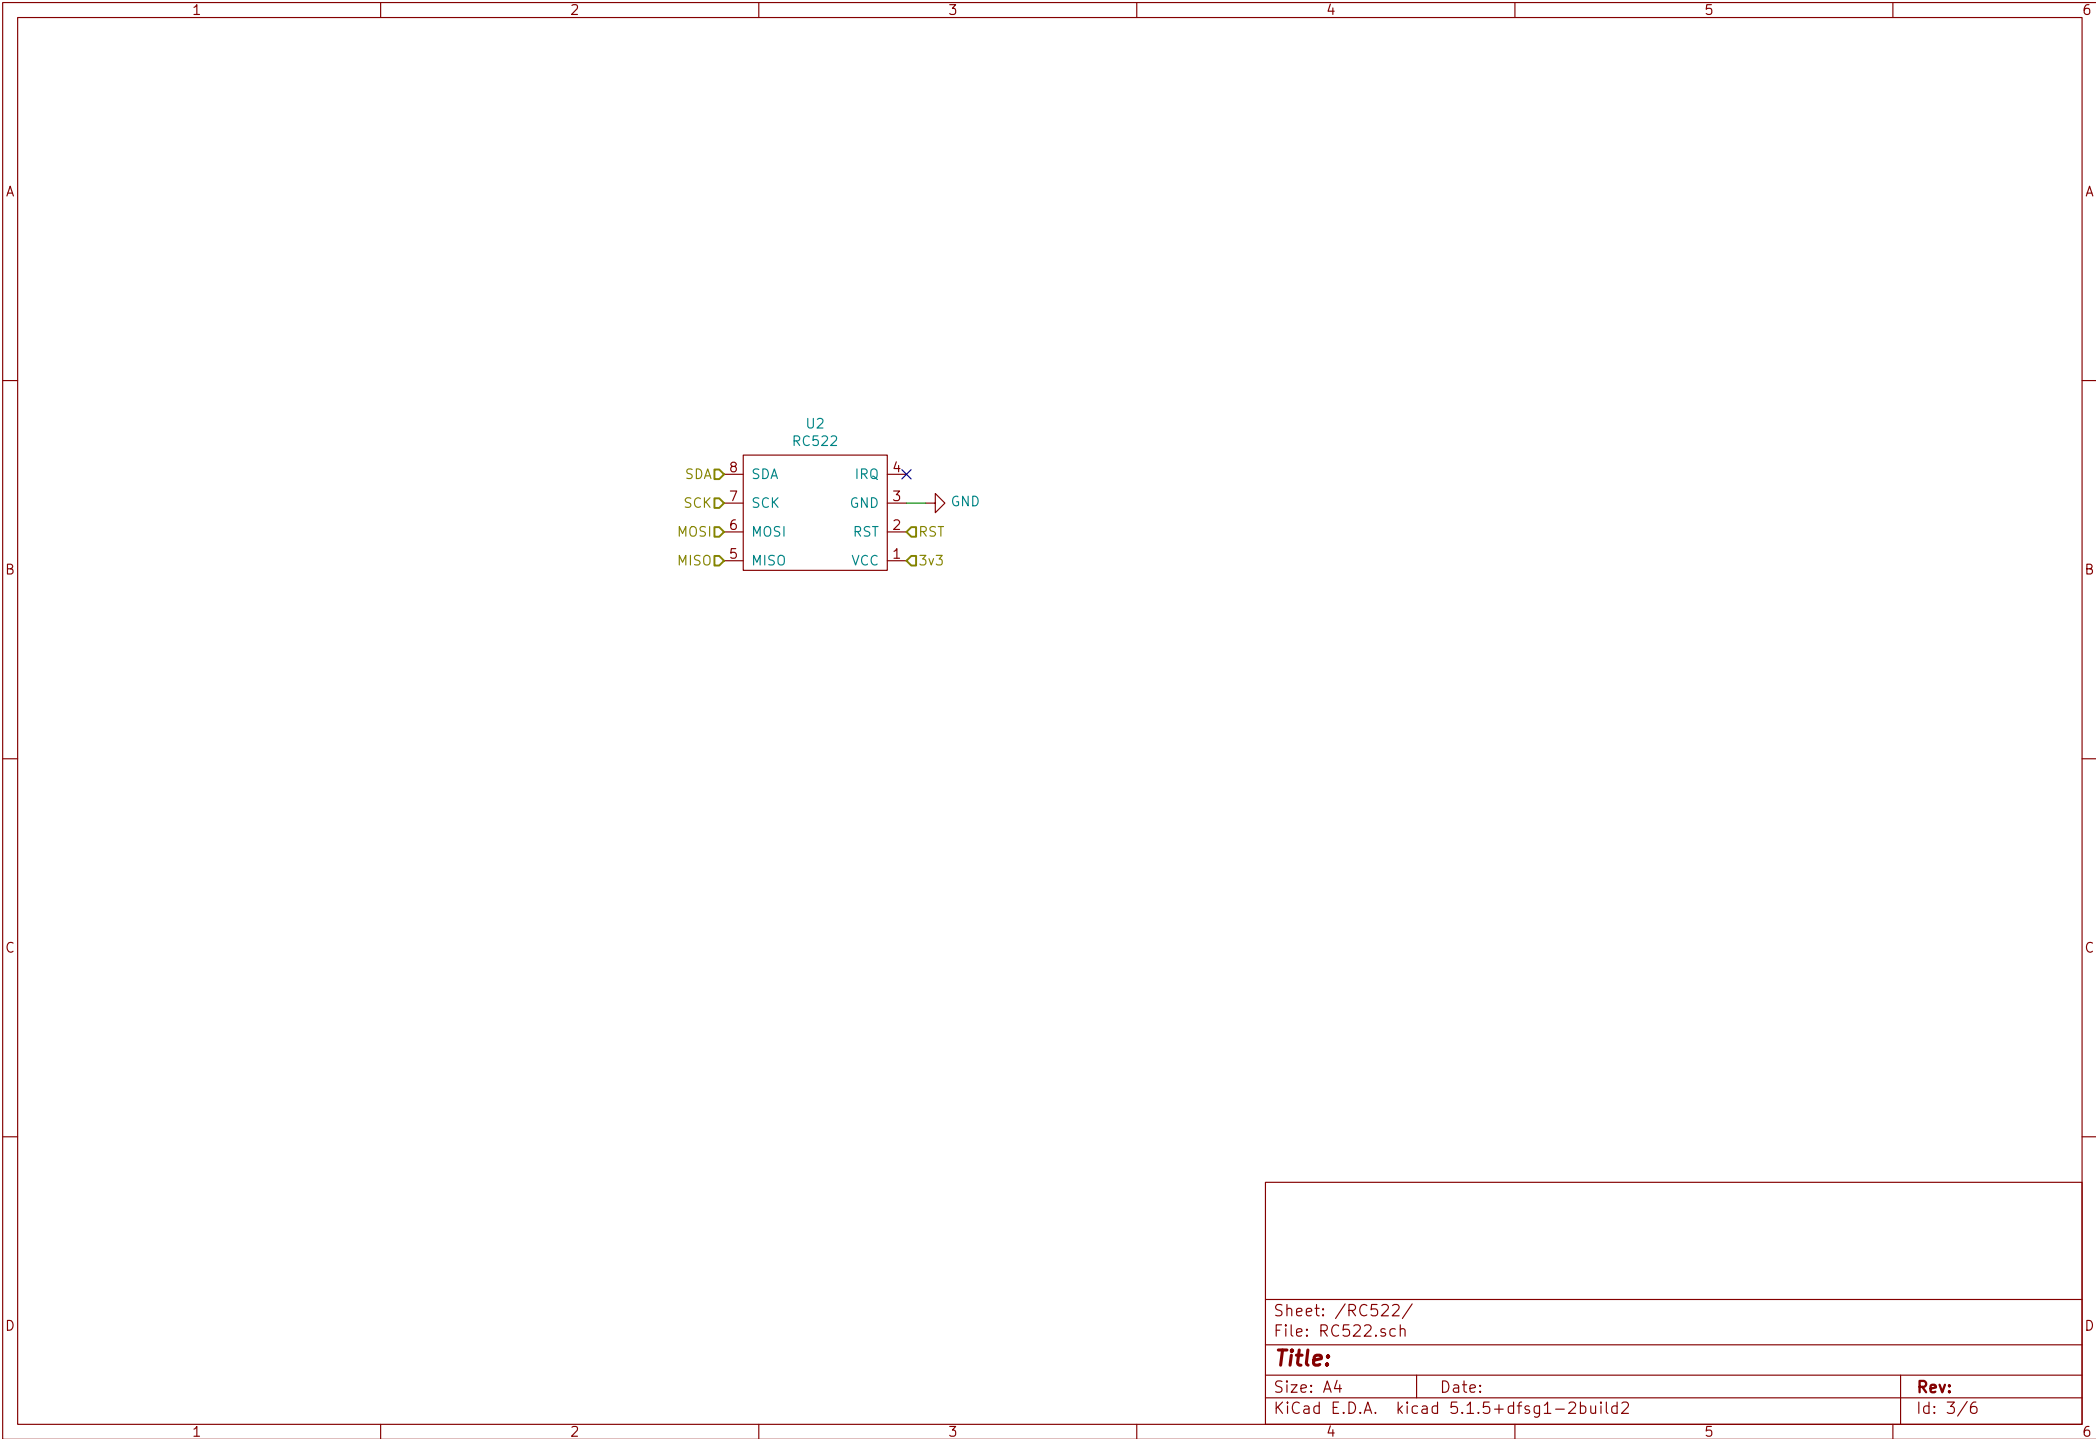 1 2 3 4 5 6
A A
U2
RC522
SDA 8 SDA IRQ 4
SCK 7 SCK GND 3 GND
MOSI 6 MOSI RST 2 RST
MISO 5 MISO VCC 1 3v3
B B
C C
Sheet: /RC522/
File: RC522.sch
D D
Title:
Size: A4 Date: Rev:
KiCad E.D.A. kicad 5.1.5+dfsg1-2build2 Id: 3/6
1 2 3 4 5 6